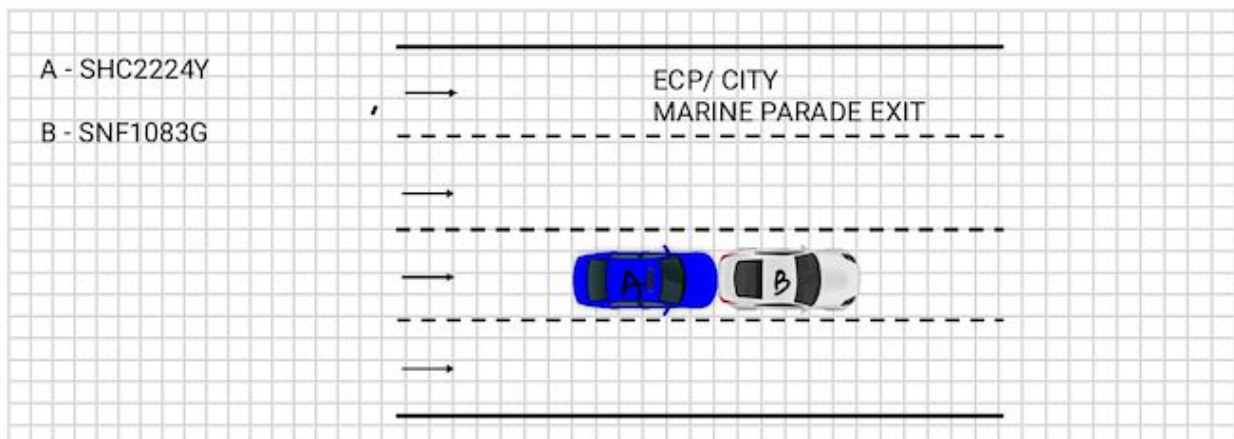 A - SHC2224Y
B - SNF1083G
ECP/ CITY
MARINE PARADE EXIT
A
B